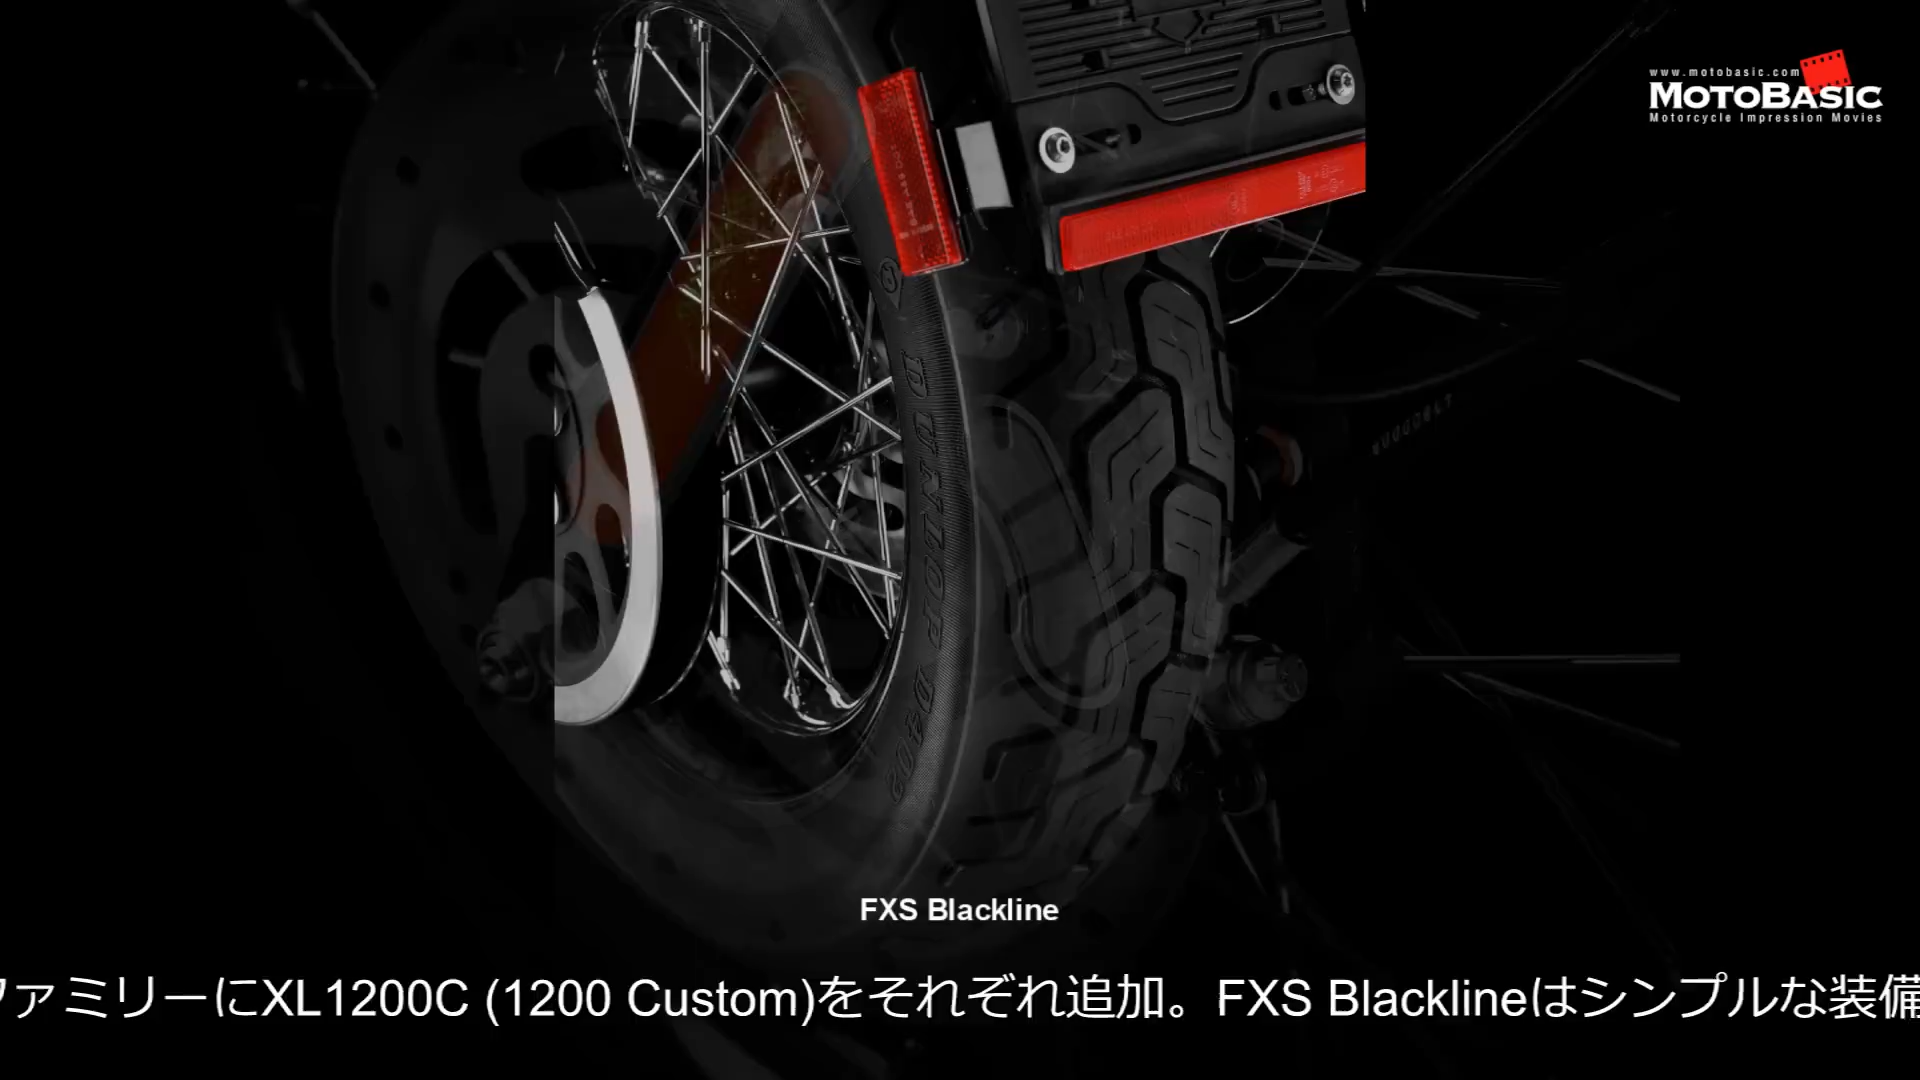 www.motobasic.com
MOTOBASIC
Motorcycle Impression Movies
DUNLOP D402
FXS Blackline
ファミリーにXL1200C (1200 Custom)をそれぞれ追加。FXS Blacklineはシンプルな装備